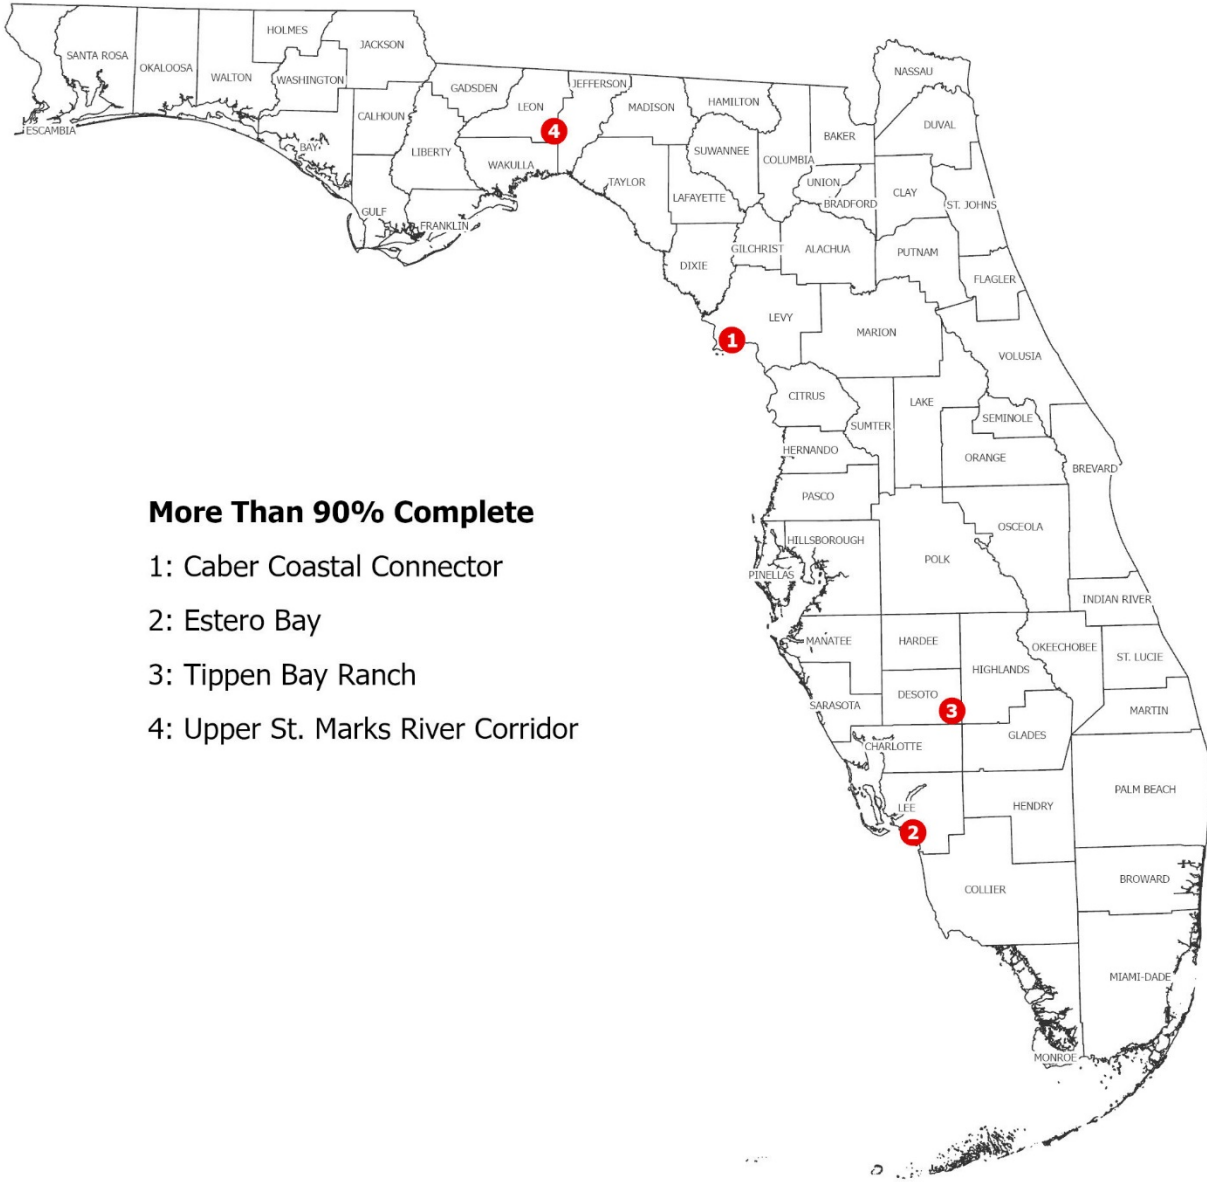 HOLMES
JACKSON
SANTA ROSA
OKALOOSA
WALTON
WASHINGTON
ESCAMBIA
BAY
CALHOUN
GULF
LIBERTY
GADSDEN
LEON
JEFFERSON
MADISON
HAMILTON
4
WAKULLA
FRANKLIN
TAYLOR
LAFAYETTE
SUWANNEE
COLUMBIA
BAKER
NASSAU
DUVAL
UNION
BRADFORD
CLAY
ST. JOHNS
DIXIE
GILCHRIST
ALACHUA
PUTNAM
FLAGLER
LEVY
1
MARION
VOLUSIA
CITRUS
SUMTER
LAKE
SEMINOLE
HERNANDO
ORANGE
BREVARD
PASCO
HILLSBOROUGH
PINELLAS
POLK
OSCEOLA
INDIAN RIVER
MANATEE
HARDEE
HIGHLANDS
OKEECHOBEE
ST. LUCIE
SARASOTA
DESOTO
3
MARTIN
CHARLOTTE
GLADES
LEE
2
HENDRY
PALM BEACH
COLLIER
BROWARD
MIAMI-DADE
MONROE
More Than 90% Complete
1: Caber Coastal Connector
2: Estero Bay
3: Tippen Bay Ranch
4: Upper St. Marks River Corridor